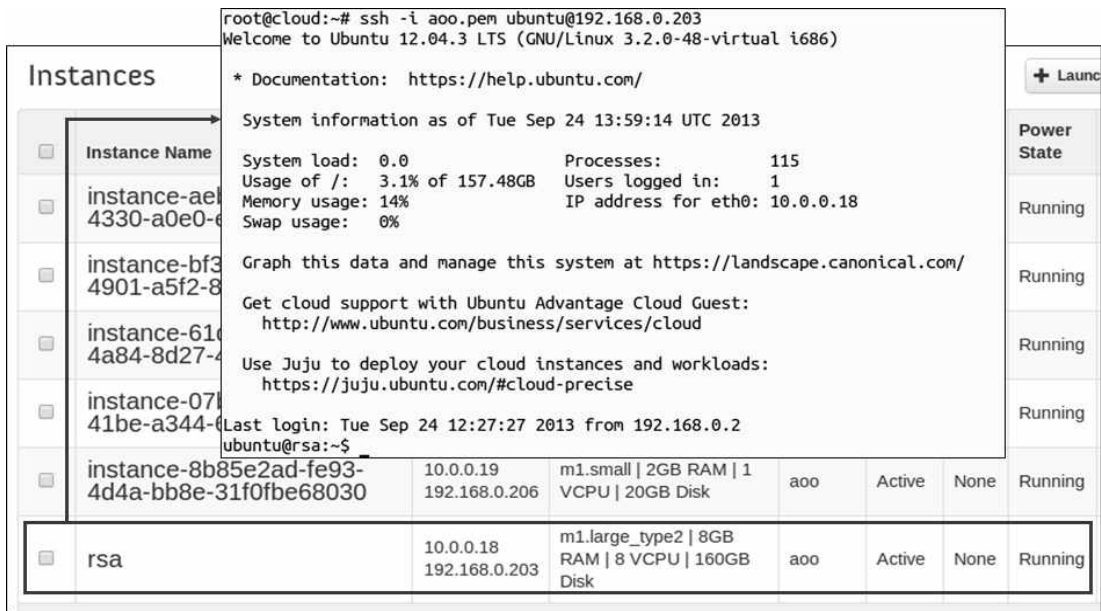 root@cloud:~# ssh -i aoo.pem ubuntu@192.168.0.203
Welcome to Ubuntu 12.04.3 LTS (GNU/Linux 3.2.0-48-virtual i686)
* Documentation: https://help.ubuntu.com/
System information as of Tue Sep 24 13:59:14 UTC 2013
System load: 0.0 Processes: 115
Usage of /: 3.1% of 157.48GB Users logged in: 1
Memory usage: 14% IP address for eth0: 10.0.0.18
Swap usage: 0%
Graph this data and manage this system at https://landscape.canonical.com/
Get cloud support with Ubuntu Advantage Cloud Guest:
http://www.ubuntu.com/business/services/cloud
Use Juju to deploy your cloud instances and workloads:
https://juju.ubuntu.com/#cloud-precise
Last login: Tue Sep 24 12:27:27 2013 from 192.168.0.2
ubuntu@rsa:~$ _
Instances
+ Launc
Instance Name
Power
State
instance-aeb
4330-a0e0-e
Running
instance-bf3
4901-a5f2-8
Running
instance-61
4a84-8d27-4
Running
instance-07
41be-a344-6
Running
instance-8b85e2ad-fe93-
4d4a-bb8e-31f0fbe68030
10.0.0.19
192.168.0.206
m1.small | 2GB RAM | 1
VCPU | 20GB Disk
aoo
Active
None
Running
rsa
10.0.0.18
192.168.0.203
m1.large_type2 | 8GB
RAM | 8 VCPU | 160GB
Disk
aoo
Active
None
Running